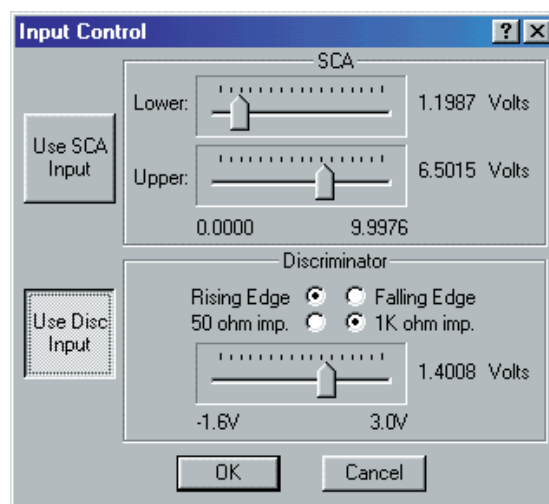 Input Control
SCA
Lower:
1.1987 Volts
Use SCA
Input
Upper:
6.5015 Volts
0.0000 9.9976
Discriminator
Rising Edge Falling Edge
50 ohm imp. 1K ohm imp.
Use Disc
Input
1.4008 Volts
-1.6V 3.0V
OK Cancel